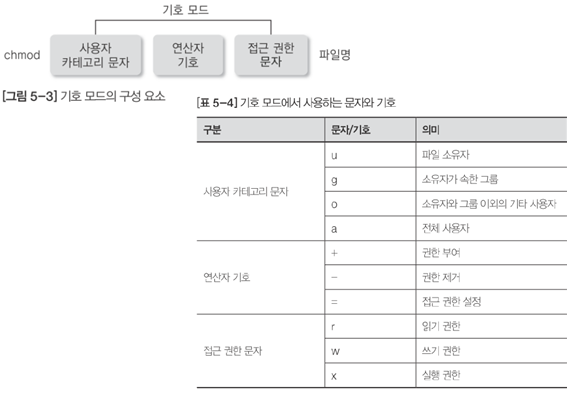 기호 모드
chmod 사용자 카테고리 문자 연산자 기호 접근 권한 문자 파일명
[그림 5-3] 기호 모드의 구성 요소
[표 5-4] 기호 모드에서 사용하는 문자와 기호
구분 문자/기호 의미
사용자 카테고리 문자
u 파일 소유자
g 소유자가 속한 그룹
o 소유자와 그룹 이외의 기타 사용자
a 전체 사용자
연산자 기호
+ 권한 부여
- 권한 제거
= 접근 권한 설정
접근 권한 문자
r 읽기 권한
w 쓰기 권한
x 실행 권한